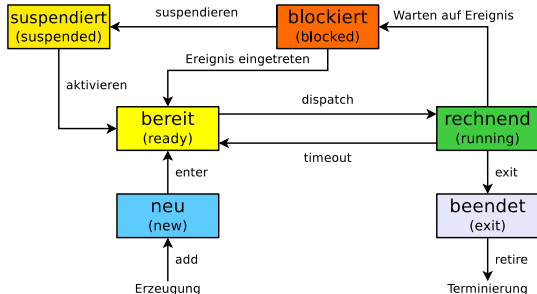 suspendiert
(suspended)
suspendieren
blockiert
(blocked)
Warten auf Ereignis
Ereignis eingetreten
aktivieren
bereit
(ready)
dispatch
rechnend
(running)
timeout
enter
exit
neu
(new)
beendet
(exit)
add
retire
Erzeugung
Terminierung